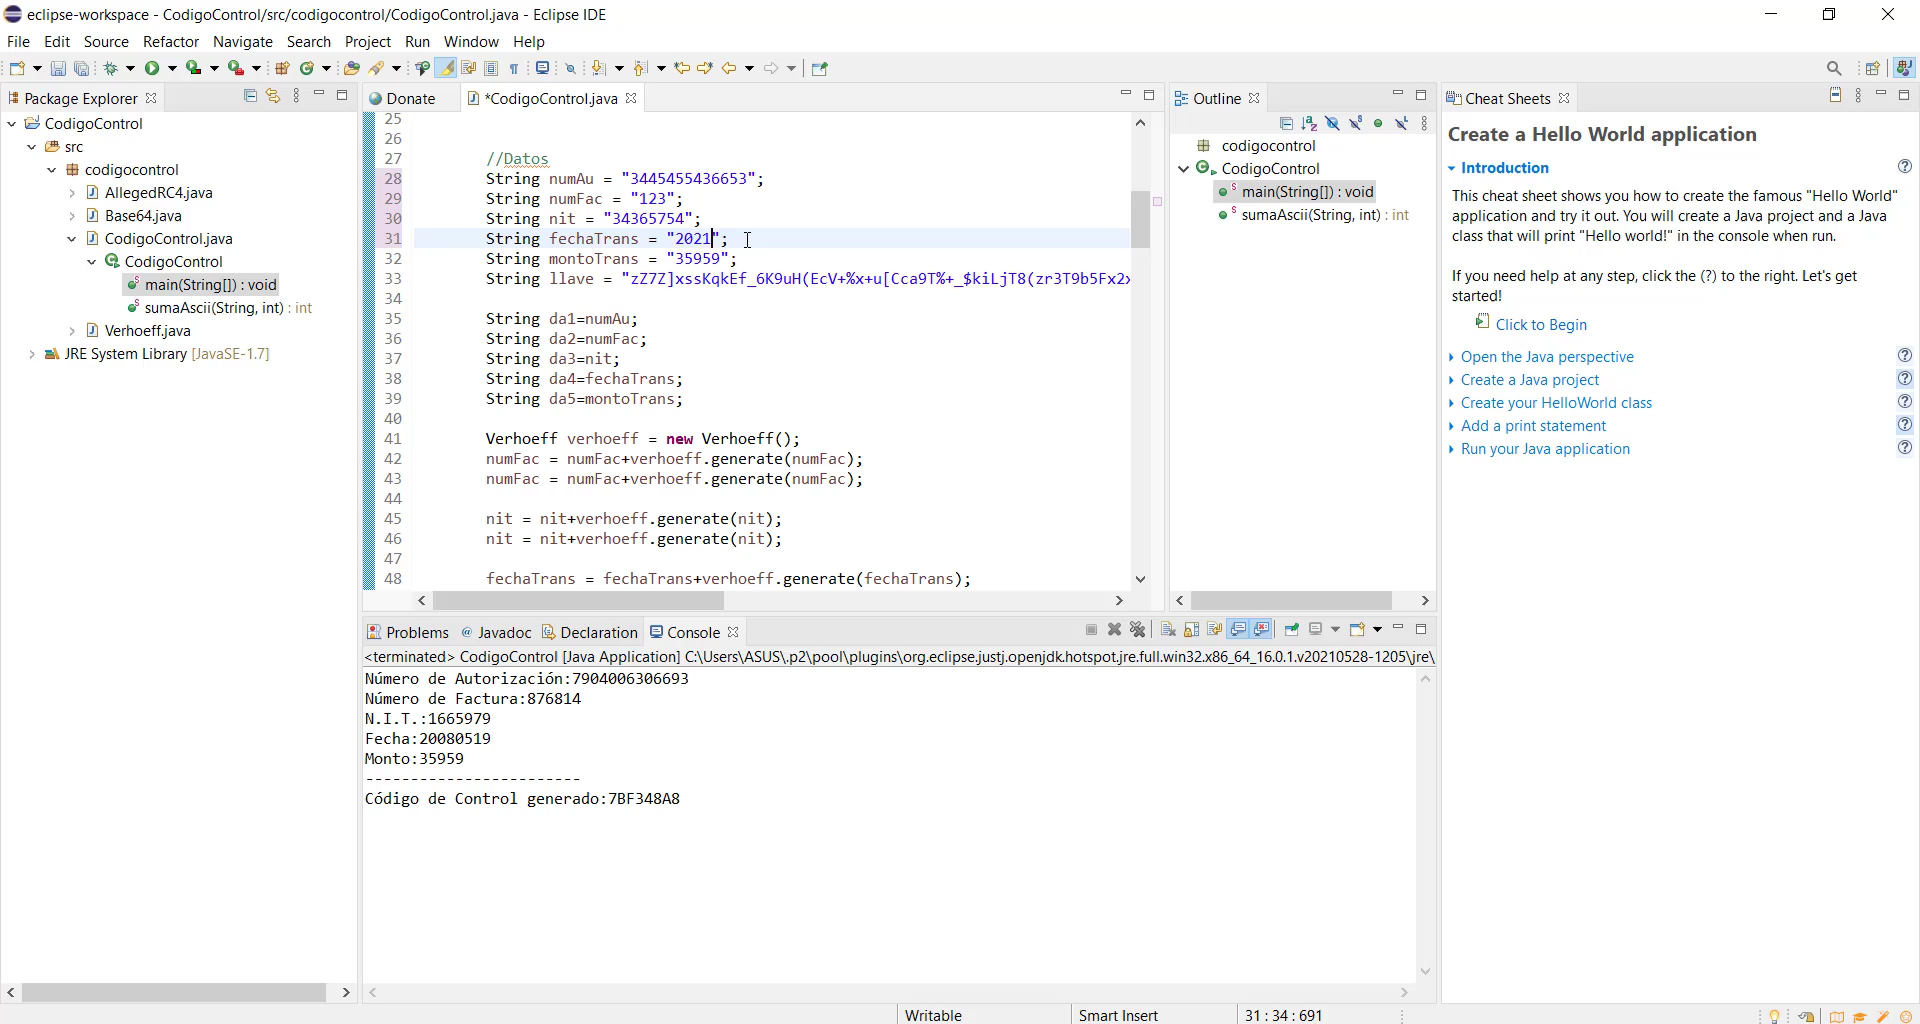 eclipse-workspace - CodigoControl/src/codigocontrol/CodigoControl.java - Eclipse IDE
File Edit Source Refactor Navigate Search Project Run Window Help
Package Explorer
CodigoControl
src
codigocontrol
AllegedRC4.java
Base64.java
CodigoControl.java
CodigoControl
main(String[]) : void
sumaAscii(String, int) : int
Verhoeff.java
JRE System Library [JavaSE-1.7]
Donate *CodigoControl.java
25
26
27 //Datos
28 String numAu = "3445455436653";
29 String numFac = "123";
30 String nit = "34365754";
31 String fechaTrans = "2021";
32 String montoTrans = "35959";
33 String llave = "zZ7Z]xssKqkEf_6K9uH(EcV+%x+u[Cca9T%+_$kiLjT8(zr3T9b5Fx2x
34
35 String da1=numAu;
36 String da2=numFac;
37 String da3=nit;
38 String da4=fechaTrans;
39 String da5=montoTrans;
40
41 Verhoeff verhoeff = new Verhoeff();
42 numFac = numFac+verhoeff.generate(numFac);
43 numFac = numFac+verhoeff.generate(numFac);
44
45 nit = nit+verhoeff.generate(nit);
46 nit = nit+verhoeff.generate(nit);
47
48 fechaTrans = fechaTrans+verhoeff.generate(fechaTrans);
Outline
codigocontrol
CodigoControl
main(String[]) : void
sumaAscii(String, int) : int
Cheat Sheets
Create a Hello World application
Introduction
This cheat sheet shows you how to create the famous "Hello World"
application and try it out. You will create a Java project and a Java
class that will print "Hello world!" in the console when run.
If you need help at any step, click the (?) to the right. Let's get
started!
Click to Begin
Open the Java perspective
Create a Java project
Create your HelloWorld class
Add a print statement
Run your Java application
Problems @ Javadoc Declaration Console
<terminated> CodigoControl [Java Application] C:\Users\ASUS\.p2\pool\plugins\org.eclipse.justj.openjdk.hotspot.jre.full.win32.x86_64_16.0.1.v20210528-1205\jre\
Número de Autorización:7904006306693
Número de Factura:876814
N.I.T.:1665979
Fecha:20080519
Monto:35959
------------------------
Código de Control generado:7BF348A8
Writable Smart Insert 31 : 34 : 691